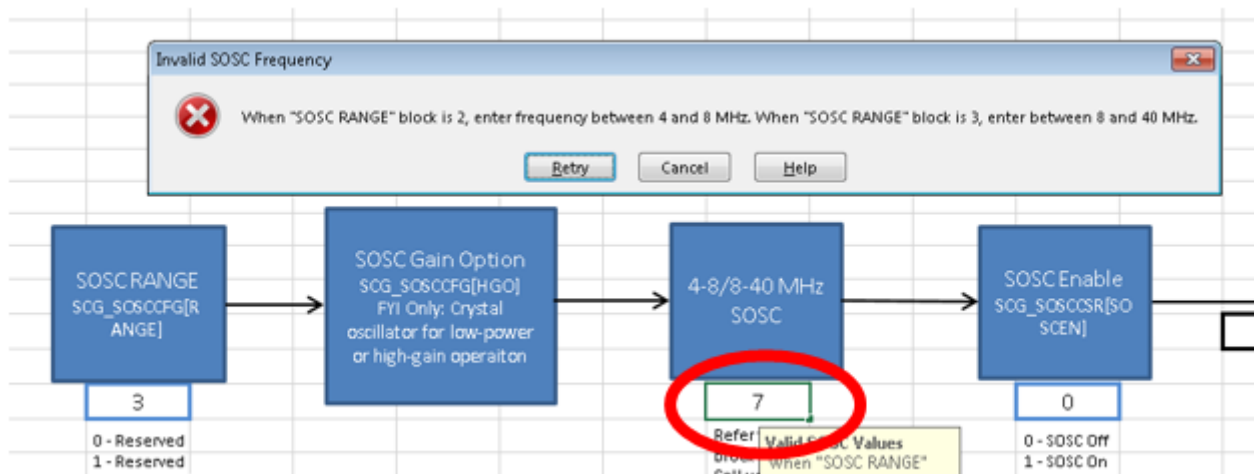 Invalid SOSC Frequency
When "SOSC RANGE" block is 2, enter frequency between 4 and 8 MHz. When "SOSC RANGE" block is 3, enter between 8 and 40 MHz.
Retry Cancel Help
SOSC RANGE
SCG_SOSCCFG[R
ANGE]
3
0 - Reserved
1 - Reserved
SOSC Gain Option
SCG_SOSCCFG[HGO]
FYI Only: Crystal
oscillator for low-power
or high-gain operaiton
4-8/8-40 MHz
SOSC
7
Refer
Valid SOSC Values
When "SOSC RANGE"
SOSC Enable
SCG_SOSCCSR[SO
SCEN]
0
0 - SOSC Off
1 - SOSC On